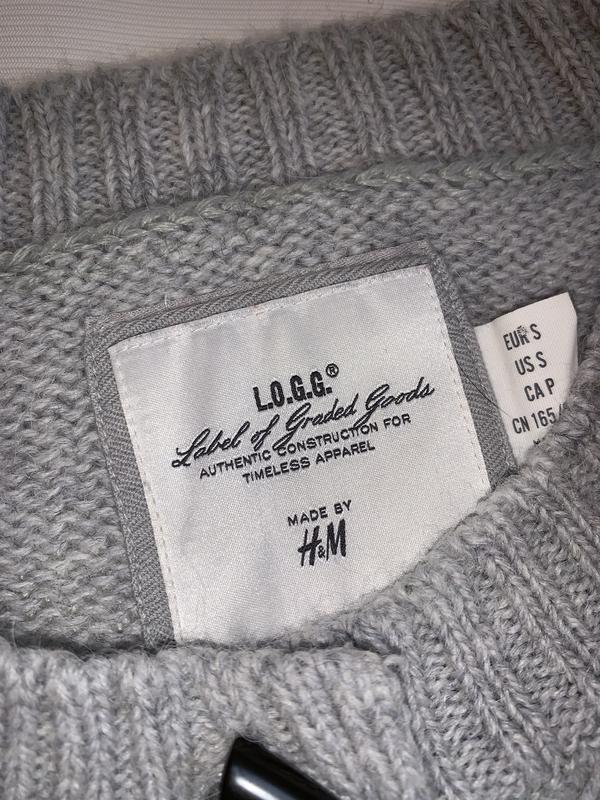 L.O.G.G.®
Label of Graded Goods
AUTHENTIC CONSTRUCTION FOR
TIMELESS APPAREL
MADE BY
H&M
EUR S
US S
CA P
CN 165/